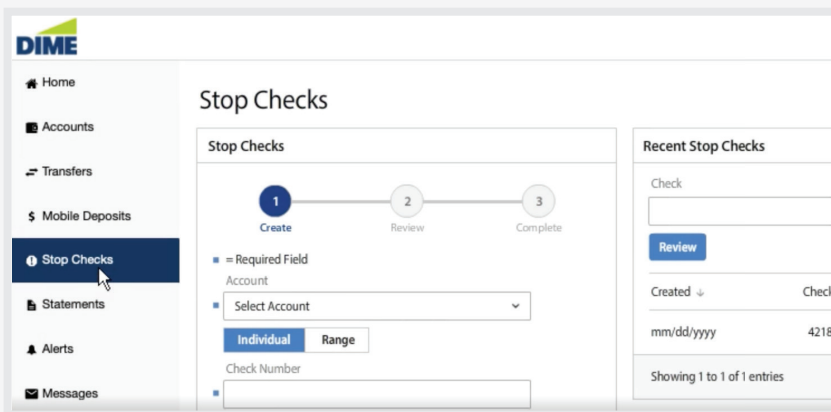 DIME
Home
Accounts
Transfers
$ Mobile Deposits
Stop Checks
Statements
Alerts
Messages
Stop Checks
Stop Checks
1 2 3
Create Review Complete
= Required Field
Account
Select Account
Individual Range
Check Number
Recent Stop Checks
Check
Review
Created ↓ Check
mm/dd/yyyy 4218
Showing 1 to 1 of 1 entries